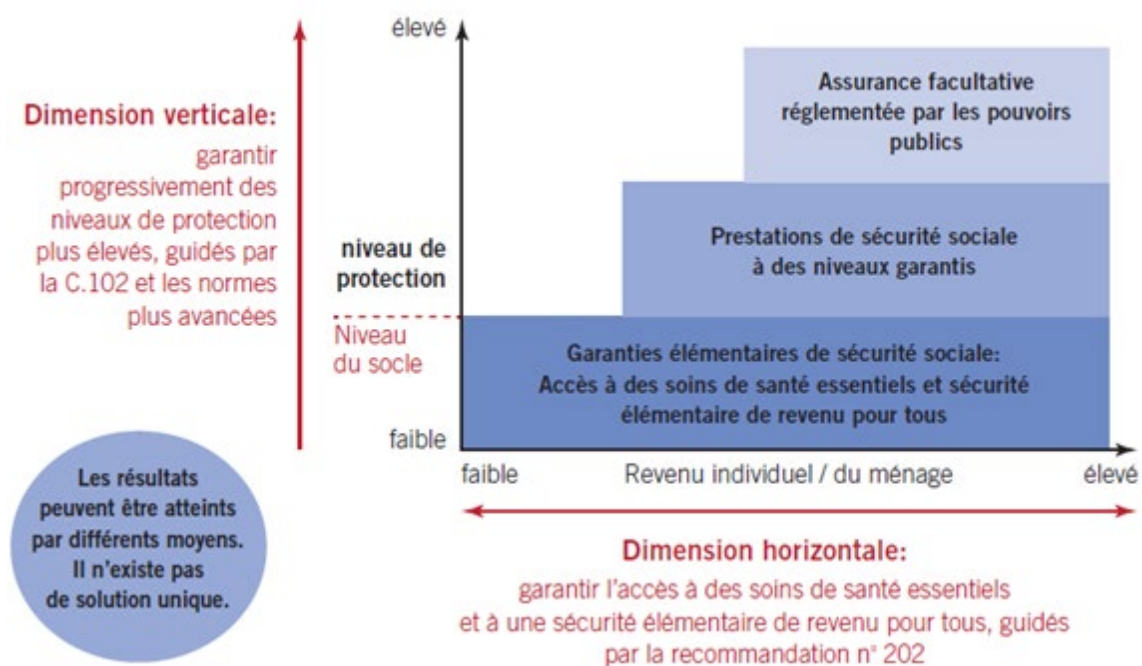 Dimension verticale:
garantir
progressivement des
niveaux de protection
plus élevés, guidés par
la C.102 et les normes
plus avancées
élevé
niveau de
protection
Niveau
du socle
faible
Assurance facultative
réglementée par les pouvoirs
publics
Prestations de sécurité sociale
à des niveaux garantis
Garanties élémentaires de sécurité sociale:
Accès à des soins de santé essentiels et sécurité
élémentaire de revenu pour tous
faible
Revenu individuel / du ménage
élevé
Les résultats
peuvent être atteints
par différents moyens.
Il n'existe pas
de solution unique.
Dimension horizontale:
garantir l'accès à des soins de santé essentiels
et à une sécurité élémentaire de revenu pour tous, guidés
par la recommandation n° 202